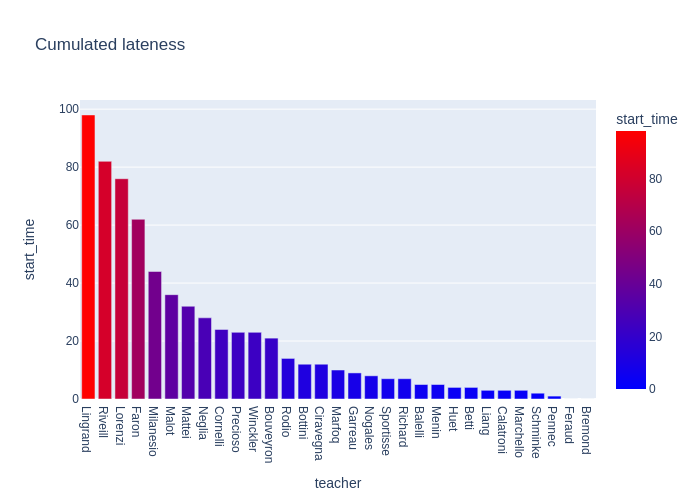 Cumulated lateness
start_time
100
80
60
40
20
0
start_time
80
60
40
20
0
Lingrand
Riveill
Lorenzi
Faron
Milanesio
Malot
Mattei
Neglia
Cornelli
Precioso
Winckler
Bouveyron
Rodio
Bottini
Ciravegna
Marfoq
Garreau
Nogales
Sportisse
Richard
Balelli
Menin
Huet
Betti
Liang
Calatroni
Marchello
Schminke
Pennec
Feraud
Bremond
teacher